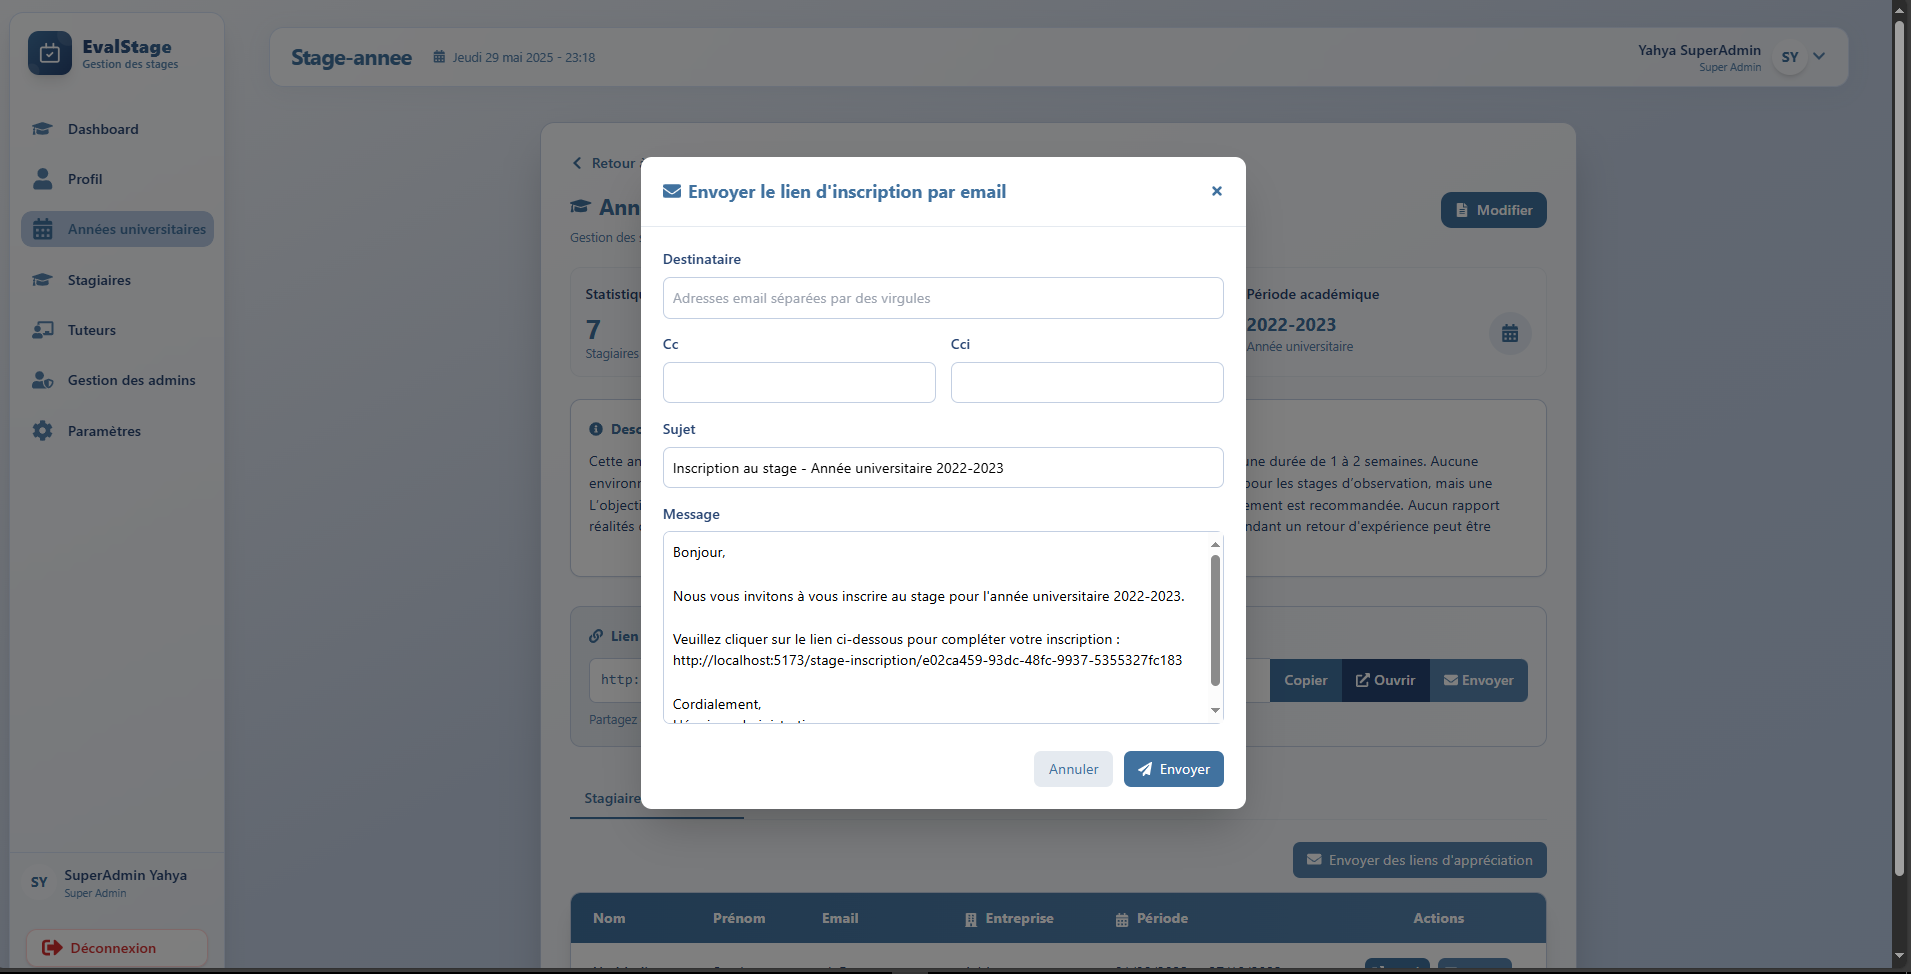 EvalStage
Gestion des stages
Dashboard
Profil
Années universitaires
Stagiaires
Tuteurs
Gestion des admins
Paramètres
SY
SuperAdmin Yahya
Super Admin
Déconnexion
Stage-annee
Jeudi 29 mai 2025 - 23:18
Yahya SuperAdmin
Super Admin
SY
Retour
Ann
Gestion des
Modifier
Statistiq
7
Stagiaires
Période académique
2022-2023
Année universitaire
Desc
Cette an
environn
L'objecti
réalités
une durée de 1 à 2 semaines. Aucune
pour les stages d'observation, mais une
ement est recommandée. Aucun rapport
ndant un retour d'expérience peut être
Lien
http:
Copier
Ouvrir
Envoyer
Partagez
Stagiaire
Envoyer des liens d'appréciation
Nom Prénom Email Entreprise Période Actions
Envoyer le lien d'inscription par email
×
Destinataire
Adresses email séparées par des virgules
Cc
Cci
Sujet
Inscription au stage - Année universitaire 2022-2023
Message
Bonjour,
Nous vous invitons à vous inscrire au stage pour l'année universitaire 2022-2023.
Veuillez cliquer sur le lien ci-dessous pour compléter votre inscription :
http://localhost:5173/stage-inscription/e02ca459-93dc-48fc-9937-5355327fc183
Cordialement,
Annuler
Envoyer